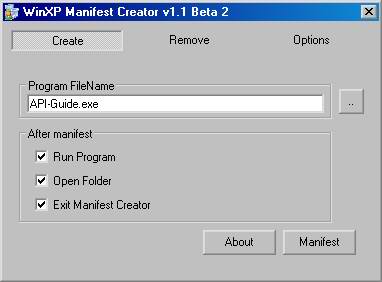 WinXP Manifest Creator v1.1 Beta 2
Create Remove Options
Program FileName
API-Guide.exe
..
After manifest
Run Program
Open Folder
Exit Manifest Creator
About Manifest